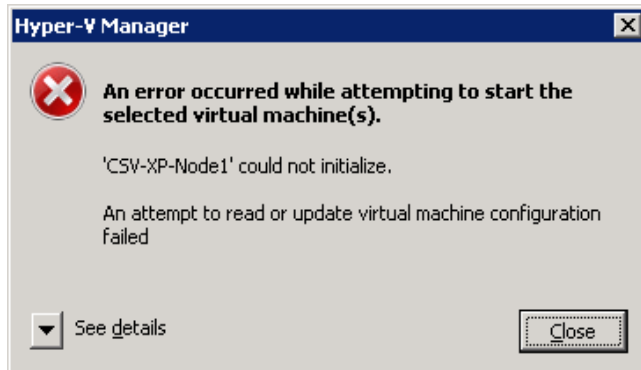 Hyper-V Manager
An error occurred while attempting to start the
selected virtual machine(s).
'CSV-XP-Node1' could not initialize.
An attempt to read or update virtual machine configuration
failed
See details
Close